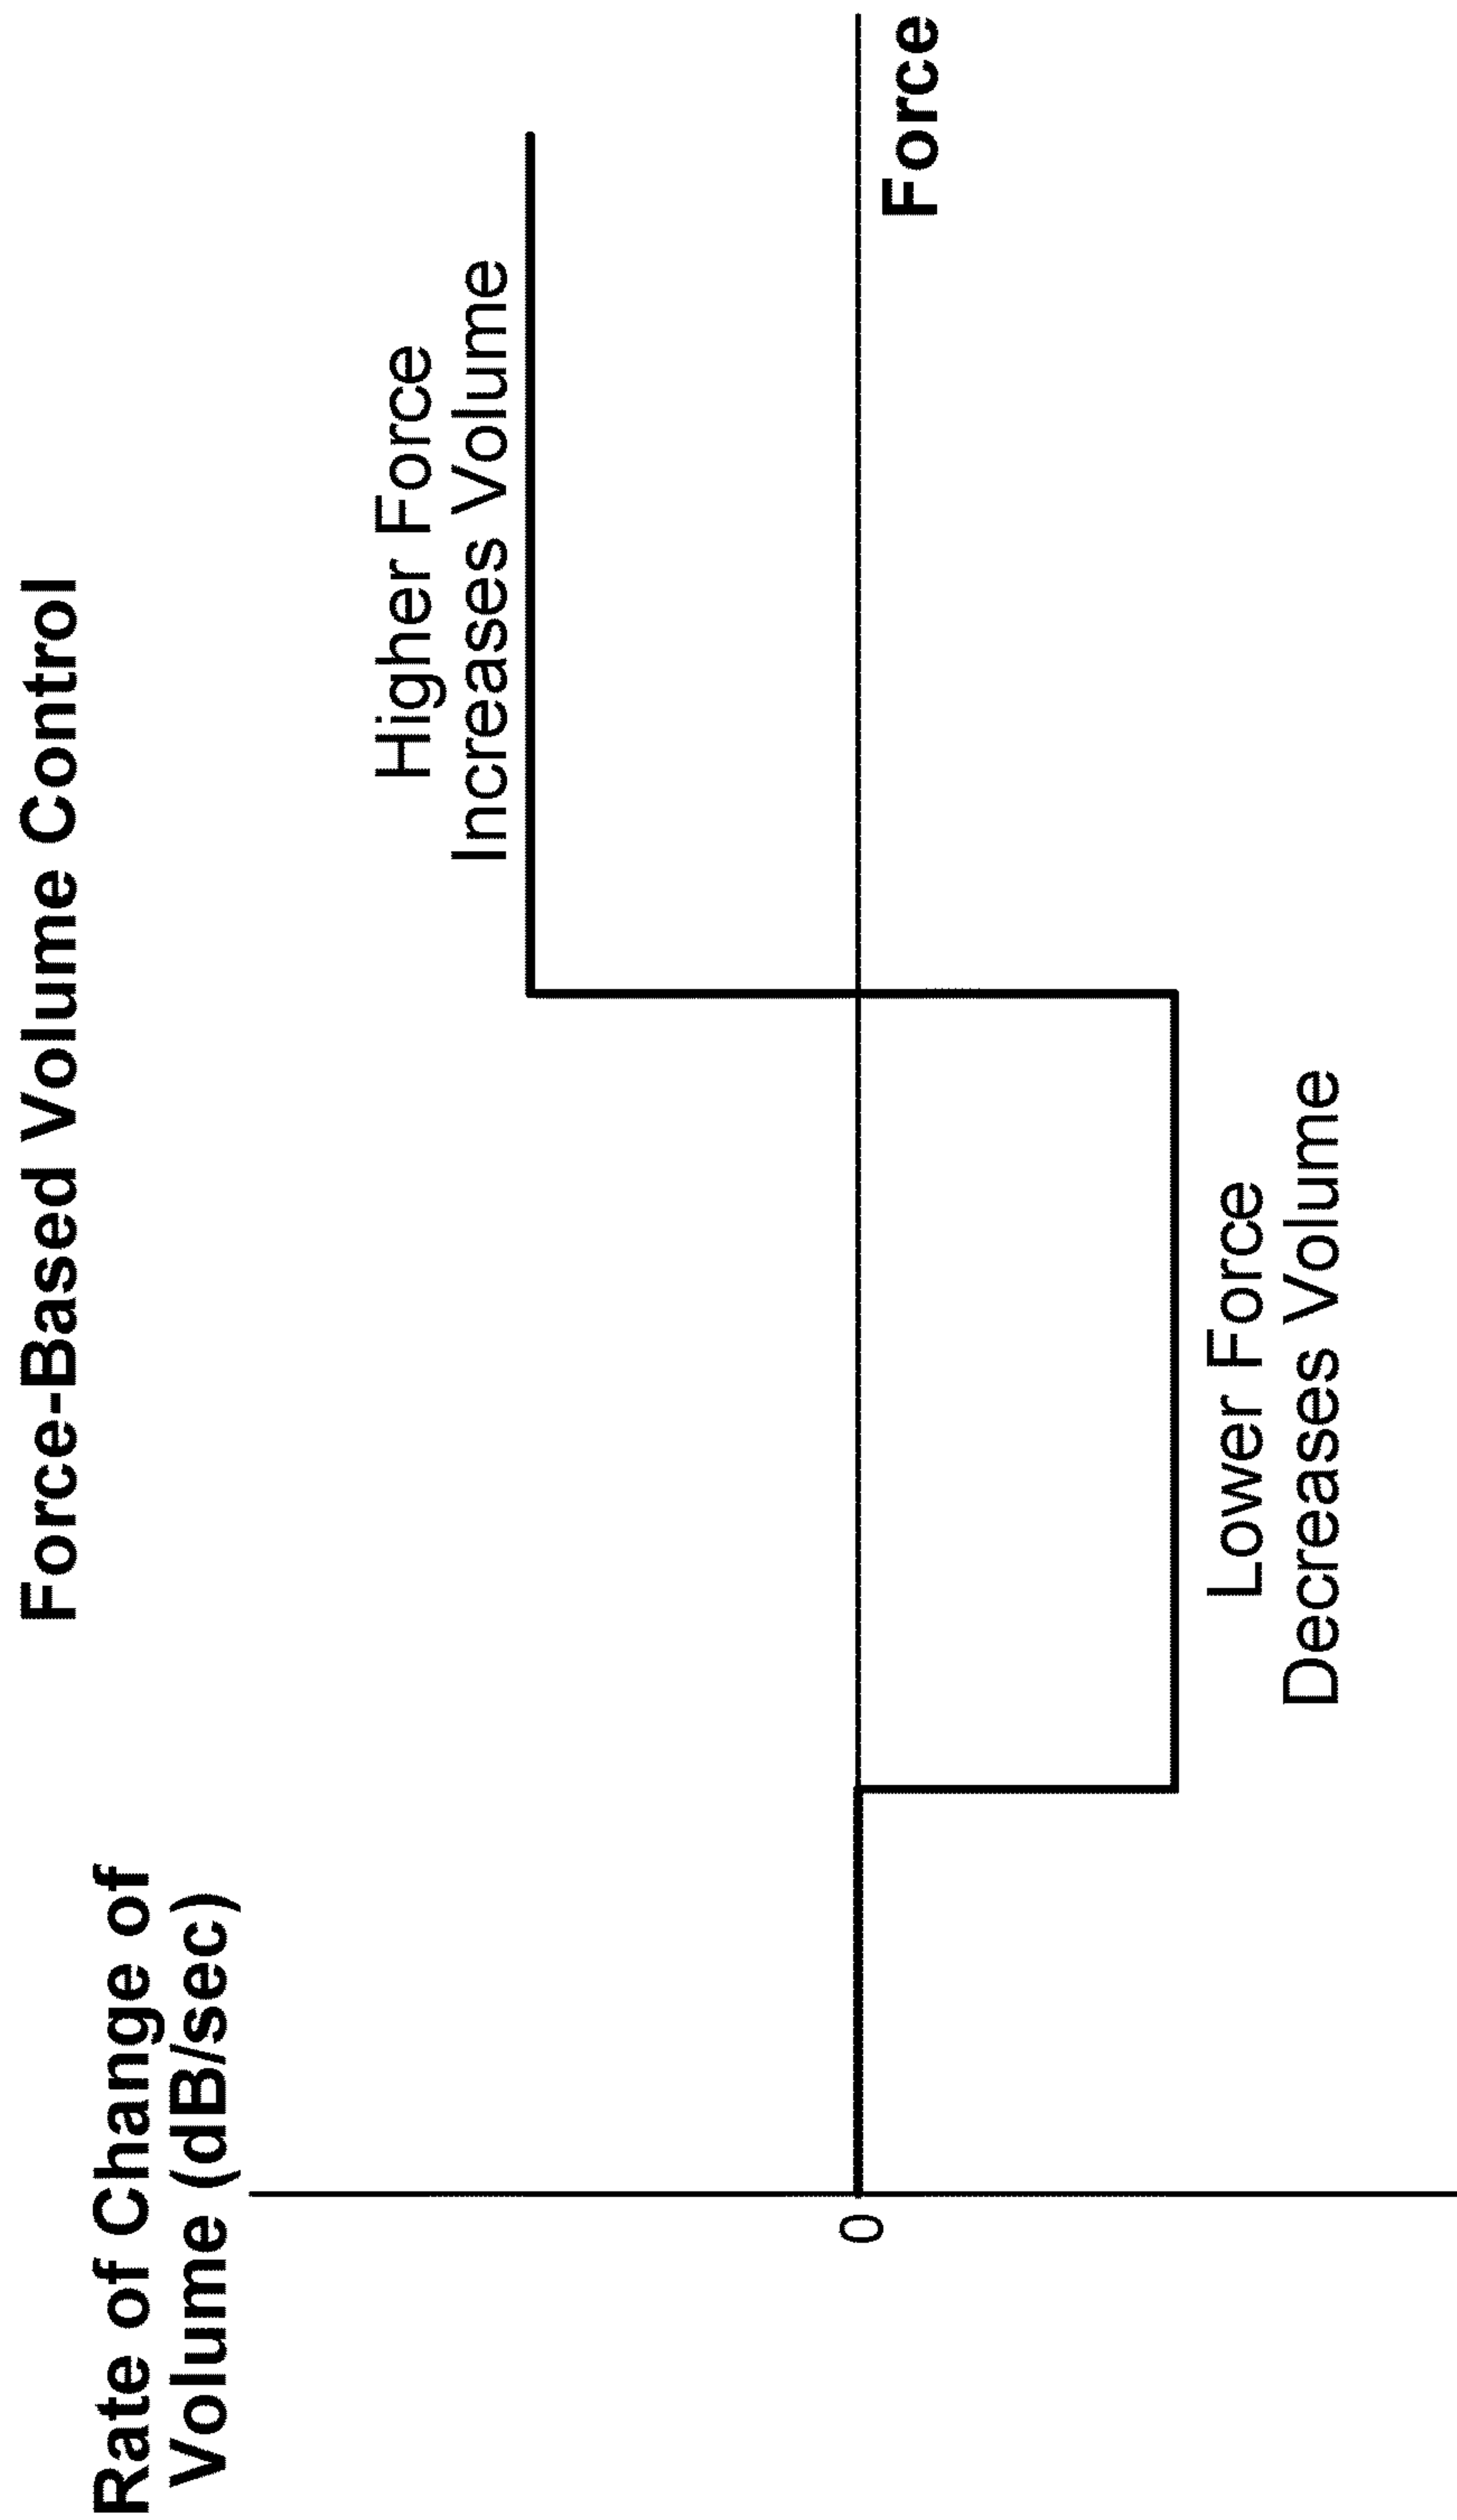 Force-Based Volume Control
Rate of Change of
Volume (dB/sec)
Higher Force
Increases Volume
0
Force
Lower Force
Decreases Volume